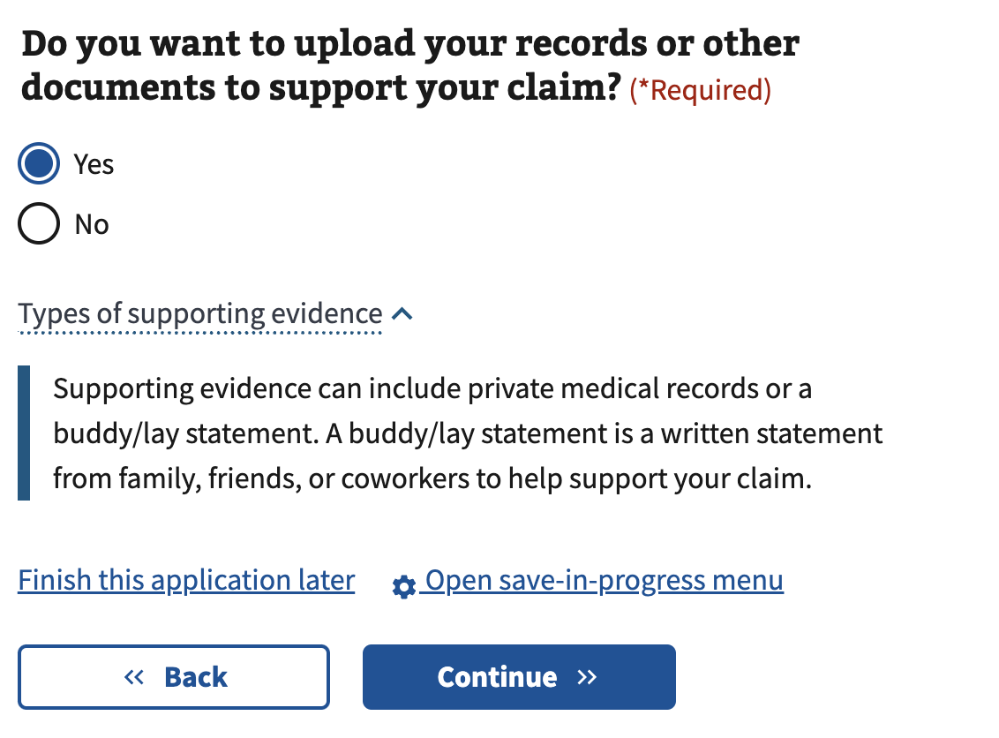 Do you want to upload your records or other
documents to support your claim? (*Required)
Yes
No
Types of supporting evidence
Supporting evidence can include private medical records or a
buddy/lay statement. A buddy/lay statement is a written statement
from family, friends, or coworkers to help support your claim.
Finish this application later Open save-in-progress menu
« Back Continue »